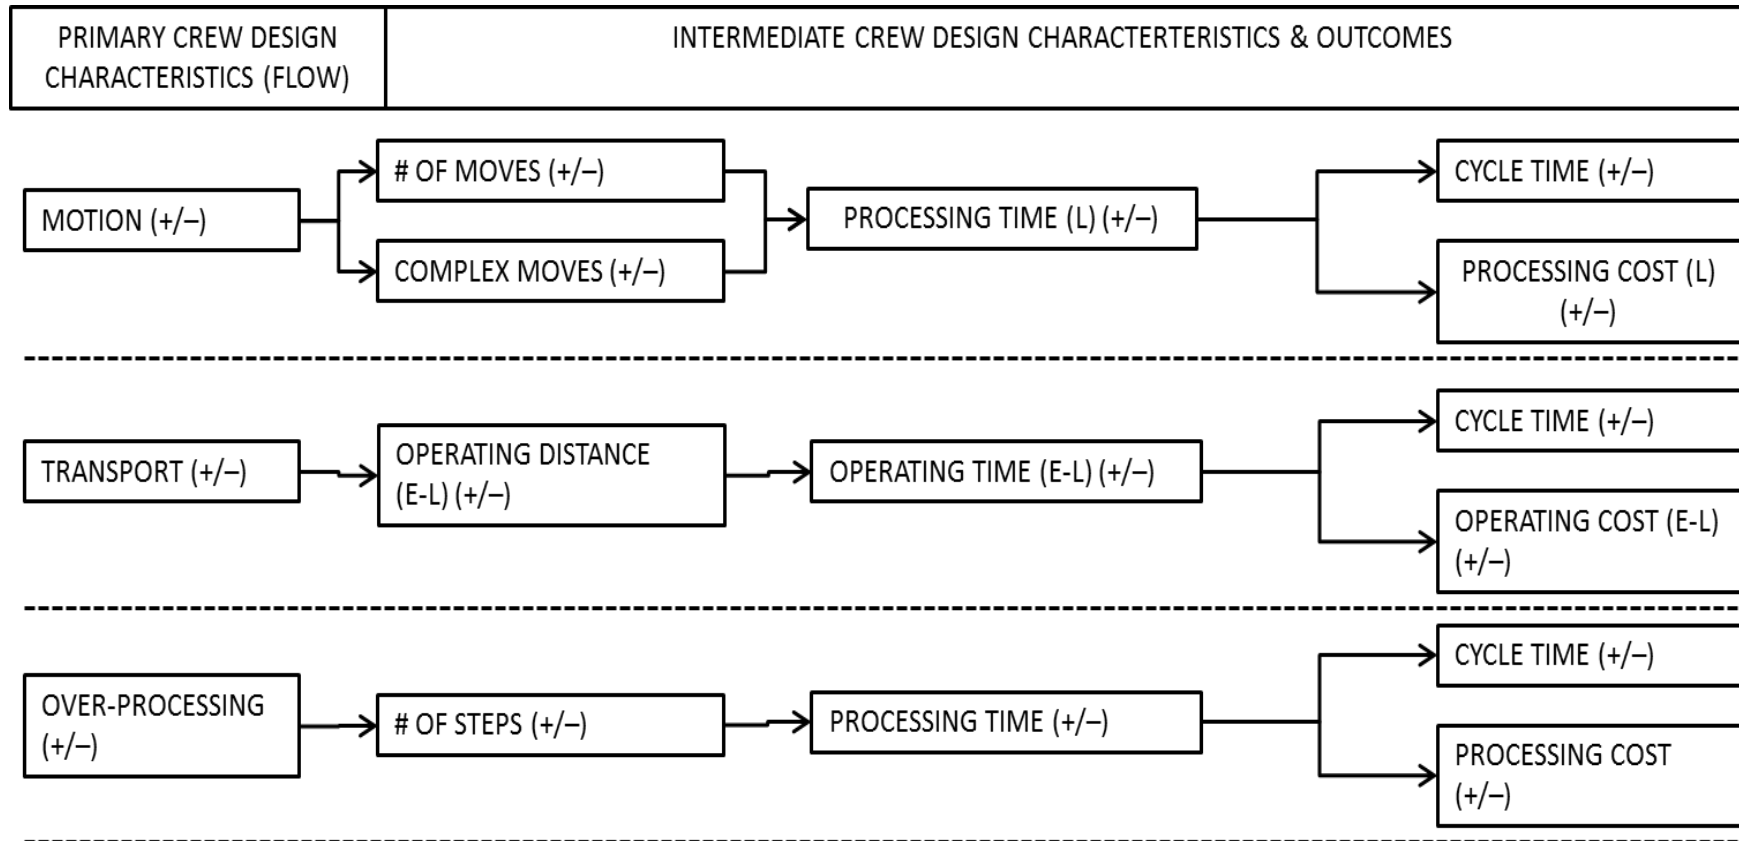 PRIMARY CREW DESIGN
CHARACTERISTICS (FLOW)
INTERMEDIATE CREW DESIGN CHARACTERTERISTICS & OUTCOMES
MOTION (+/–)
# OF MOVES (+/–)
COMPLEX MOVES (+/–)
PROCESSING TIME (L) (+/–)
CYCLE TIME (+/–)
PROCESSING COST (L)
(+/–)
TRANSPORT (+/–)
OPERATING DISTANCE
(E-L) (+/–)
OPERATING TIME (E-L) (+/–)
CYCLE TIME (+/–)
OPERATING COST (E-L)
(+/–)
OVER-PROCESSING
(+/–)
# OF STEPS (+/–)
PROCESSING TIME (+/–)
CYCLE TIME (+/–)
PROCESSING COST
(+/–)